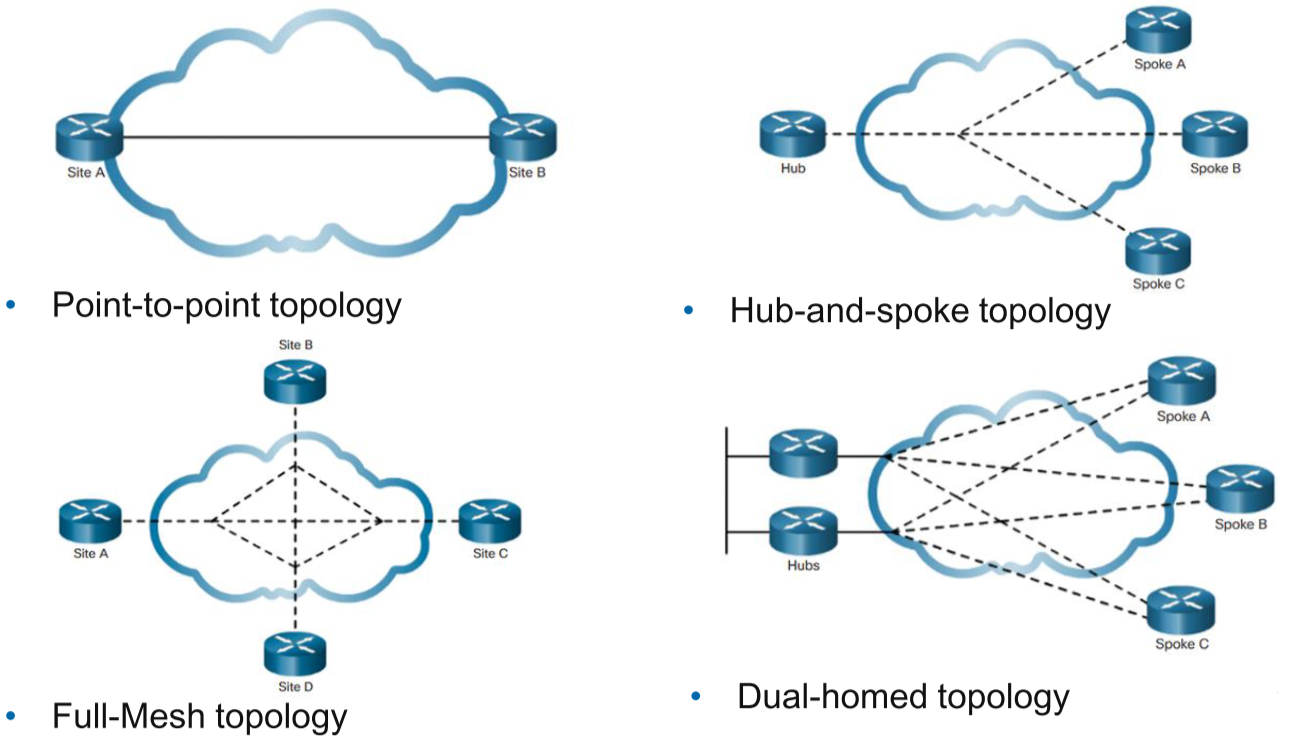 Site A
Site B
• Point-to-point topology
Hub
Spoke A
Spoke B
Spoke C
• Hub-and-spoke topology
Site B
Site A
Site C
Site D
• Full-Mesh topology
Hubs
Spoke A
Spoke B
Spoke C
• Dual-homed topology